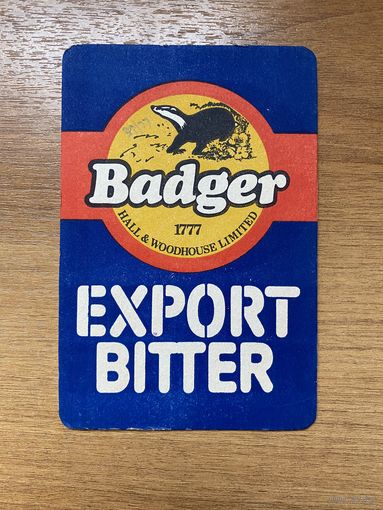 Badger
1777
HALL & WOODHOUSE LIMITED
EXPORT
BITTER